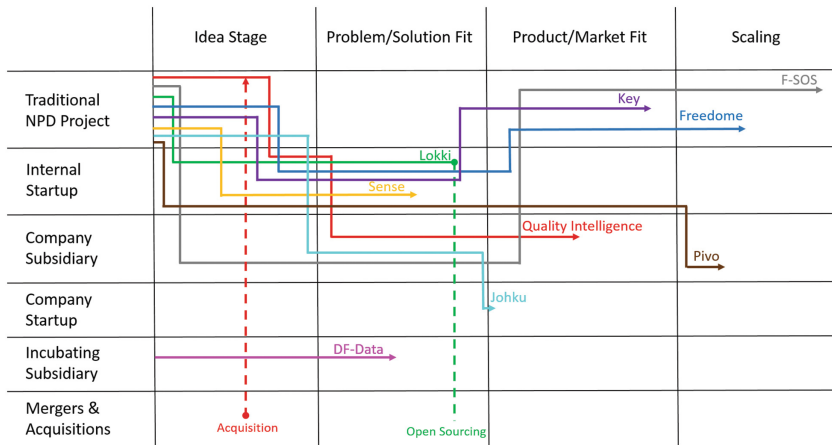 Idea Stage
Problem/Solution Fit
Product/Market Fit
Scaling
Traditional
NPD Project
F-SOS
Key
Freedome
Internal
Startup
Lokki
Sense
Company
Subsidiary
Quality Intelligence
Pivo
Company
Startup
Johku
Incubating
Subsidiary
DF-Data
Mergers &
Acquisitions
Acquisition
Open Sourcing